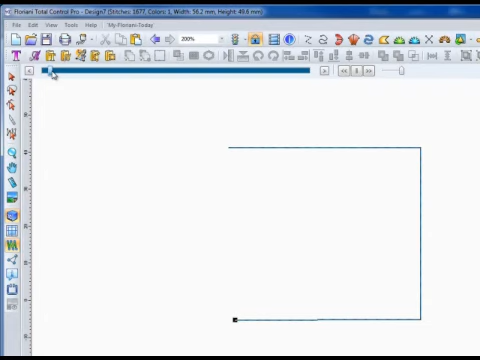 Floriani Total Control Pro - Design7 (Stitches: 1877, Colors: 1, Width: 56.2 mm, Height: 49.6 mm)
File Edit View Tools Help My-Floriani-Today
200%